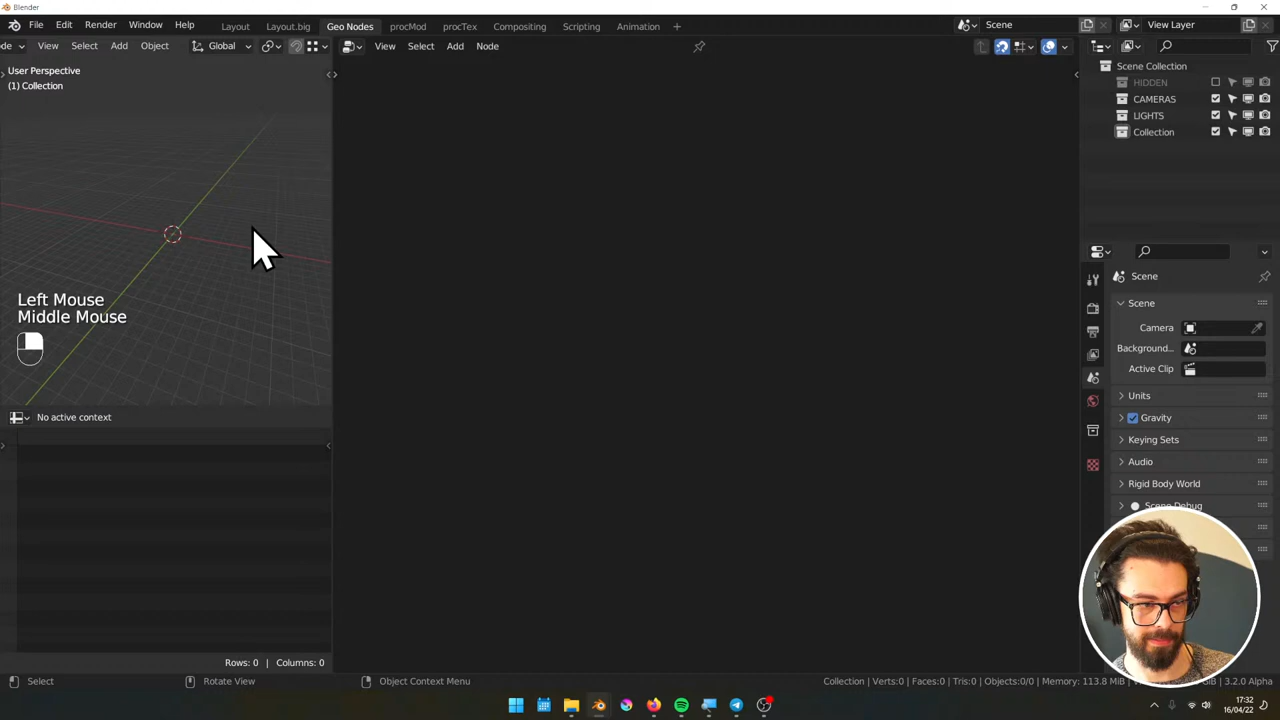 Blender
File Edit Render Window Help Layout Layout.big Geo Nodes procMod procTex Compositing Scripting Animation Scene View Layer
de View Select Add Object Global View Select Add Node
User Perspective
(1) Collection
Scene Collection
HIDDEN
CAMERAS
LIGHTS
Collection
Scene
Scene
Camera
Background...
Active Clip
Units
Gravity
Keying Sets
Audio
Rigid Body World
Scene Debug
Left Mouse
Middle Mouse
No active context
Rows: 0 | Columns: 0
Select Rotate View Object Context Menu Collection | Verts:0 | Faces:0 | Tris:0 | Objects:0/0 | Memory: 113.8 MiB | 3.2.0 Alpha
17:32
16/04/22